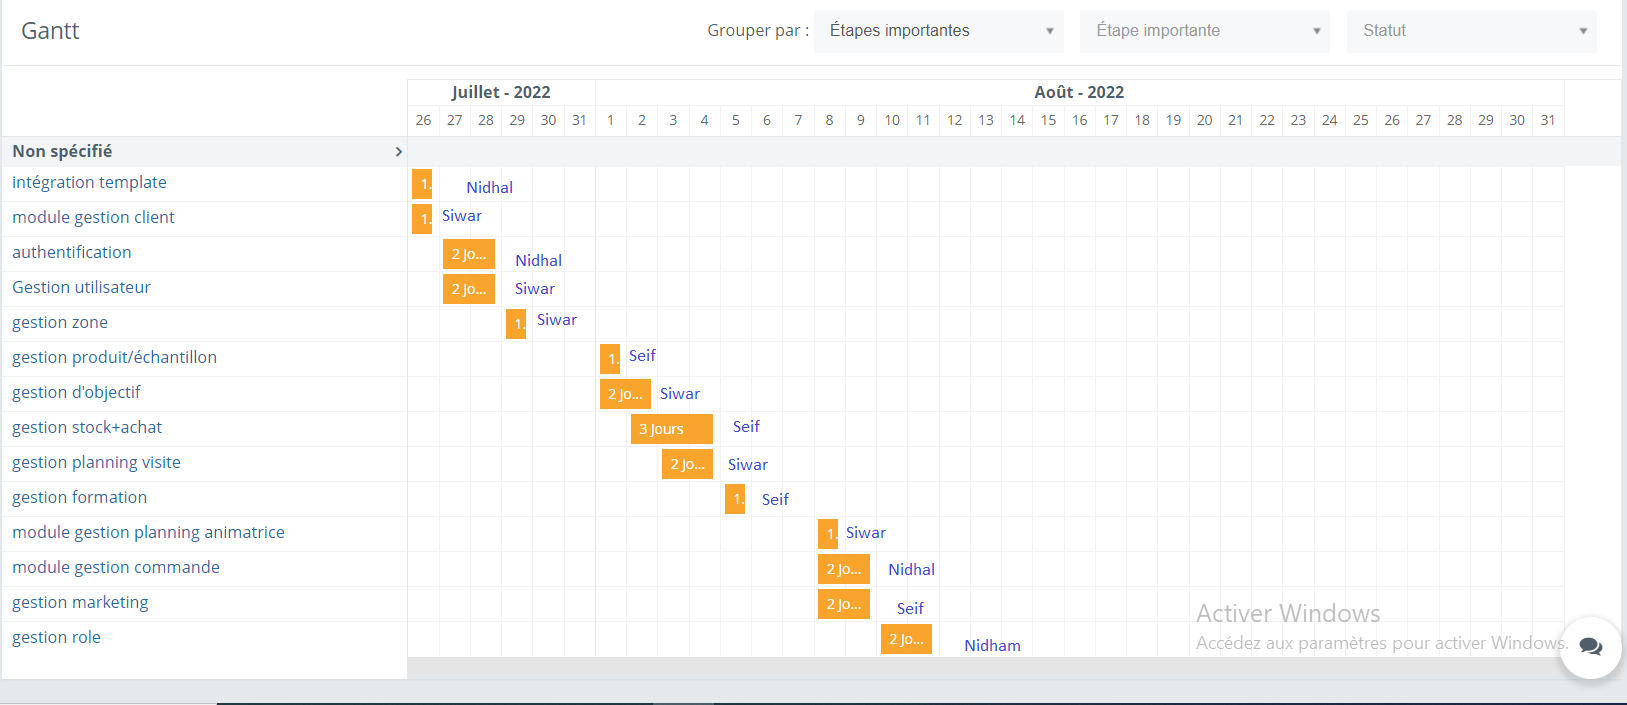 Gantt
Grouper par : Étapes importantes Étape importante Statut
Juillet - 2022 Août - 2022
26 27 28 29 30 31 1 2 3 4 5 6 7 8 9 10 11 12 13 14 15 16 17 18 19 20 21 22 23 24 25 26 27 28 29 30 31
Non spécifié
intégration template 1. Nidhal
module gestion client 1. Siwar
authentification 2 Jo... Nidhal
Gestion utilisateur 2 Jo... Siwar
gestion zone 1. Siwar
gestion produit/échantillon 1. Seif
gestion d'objectif 2 Jo... Siwar
gestion stock+achat 3 Jours Seif
gestion planning visite 2 Jo... Siwar
gestion formation 1. Seif
module gestion planning animatrice 1. Siwar
module gestion commande 2 Jo... Nidhal
gestion marketing 2 Jo... Seif
gestion role 2 Jo... Nidham
Activer Windows
Accédez aux paramètres pour activer Windows.